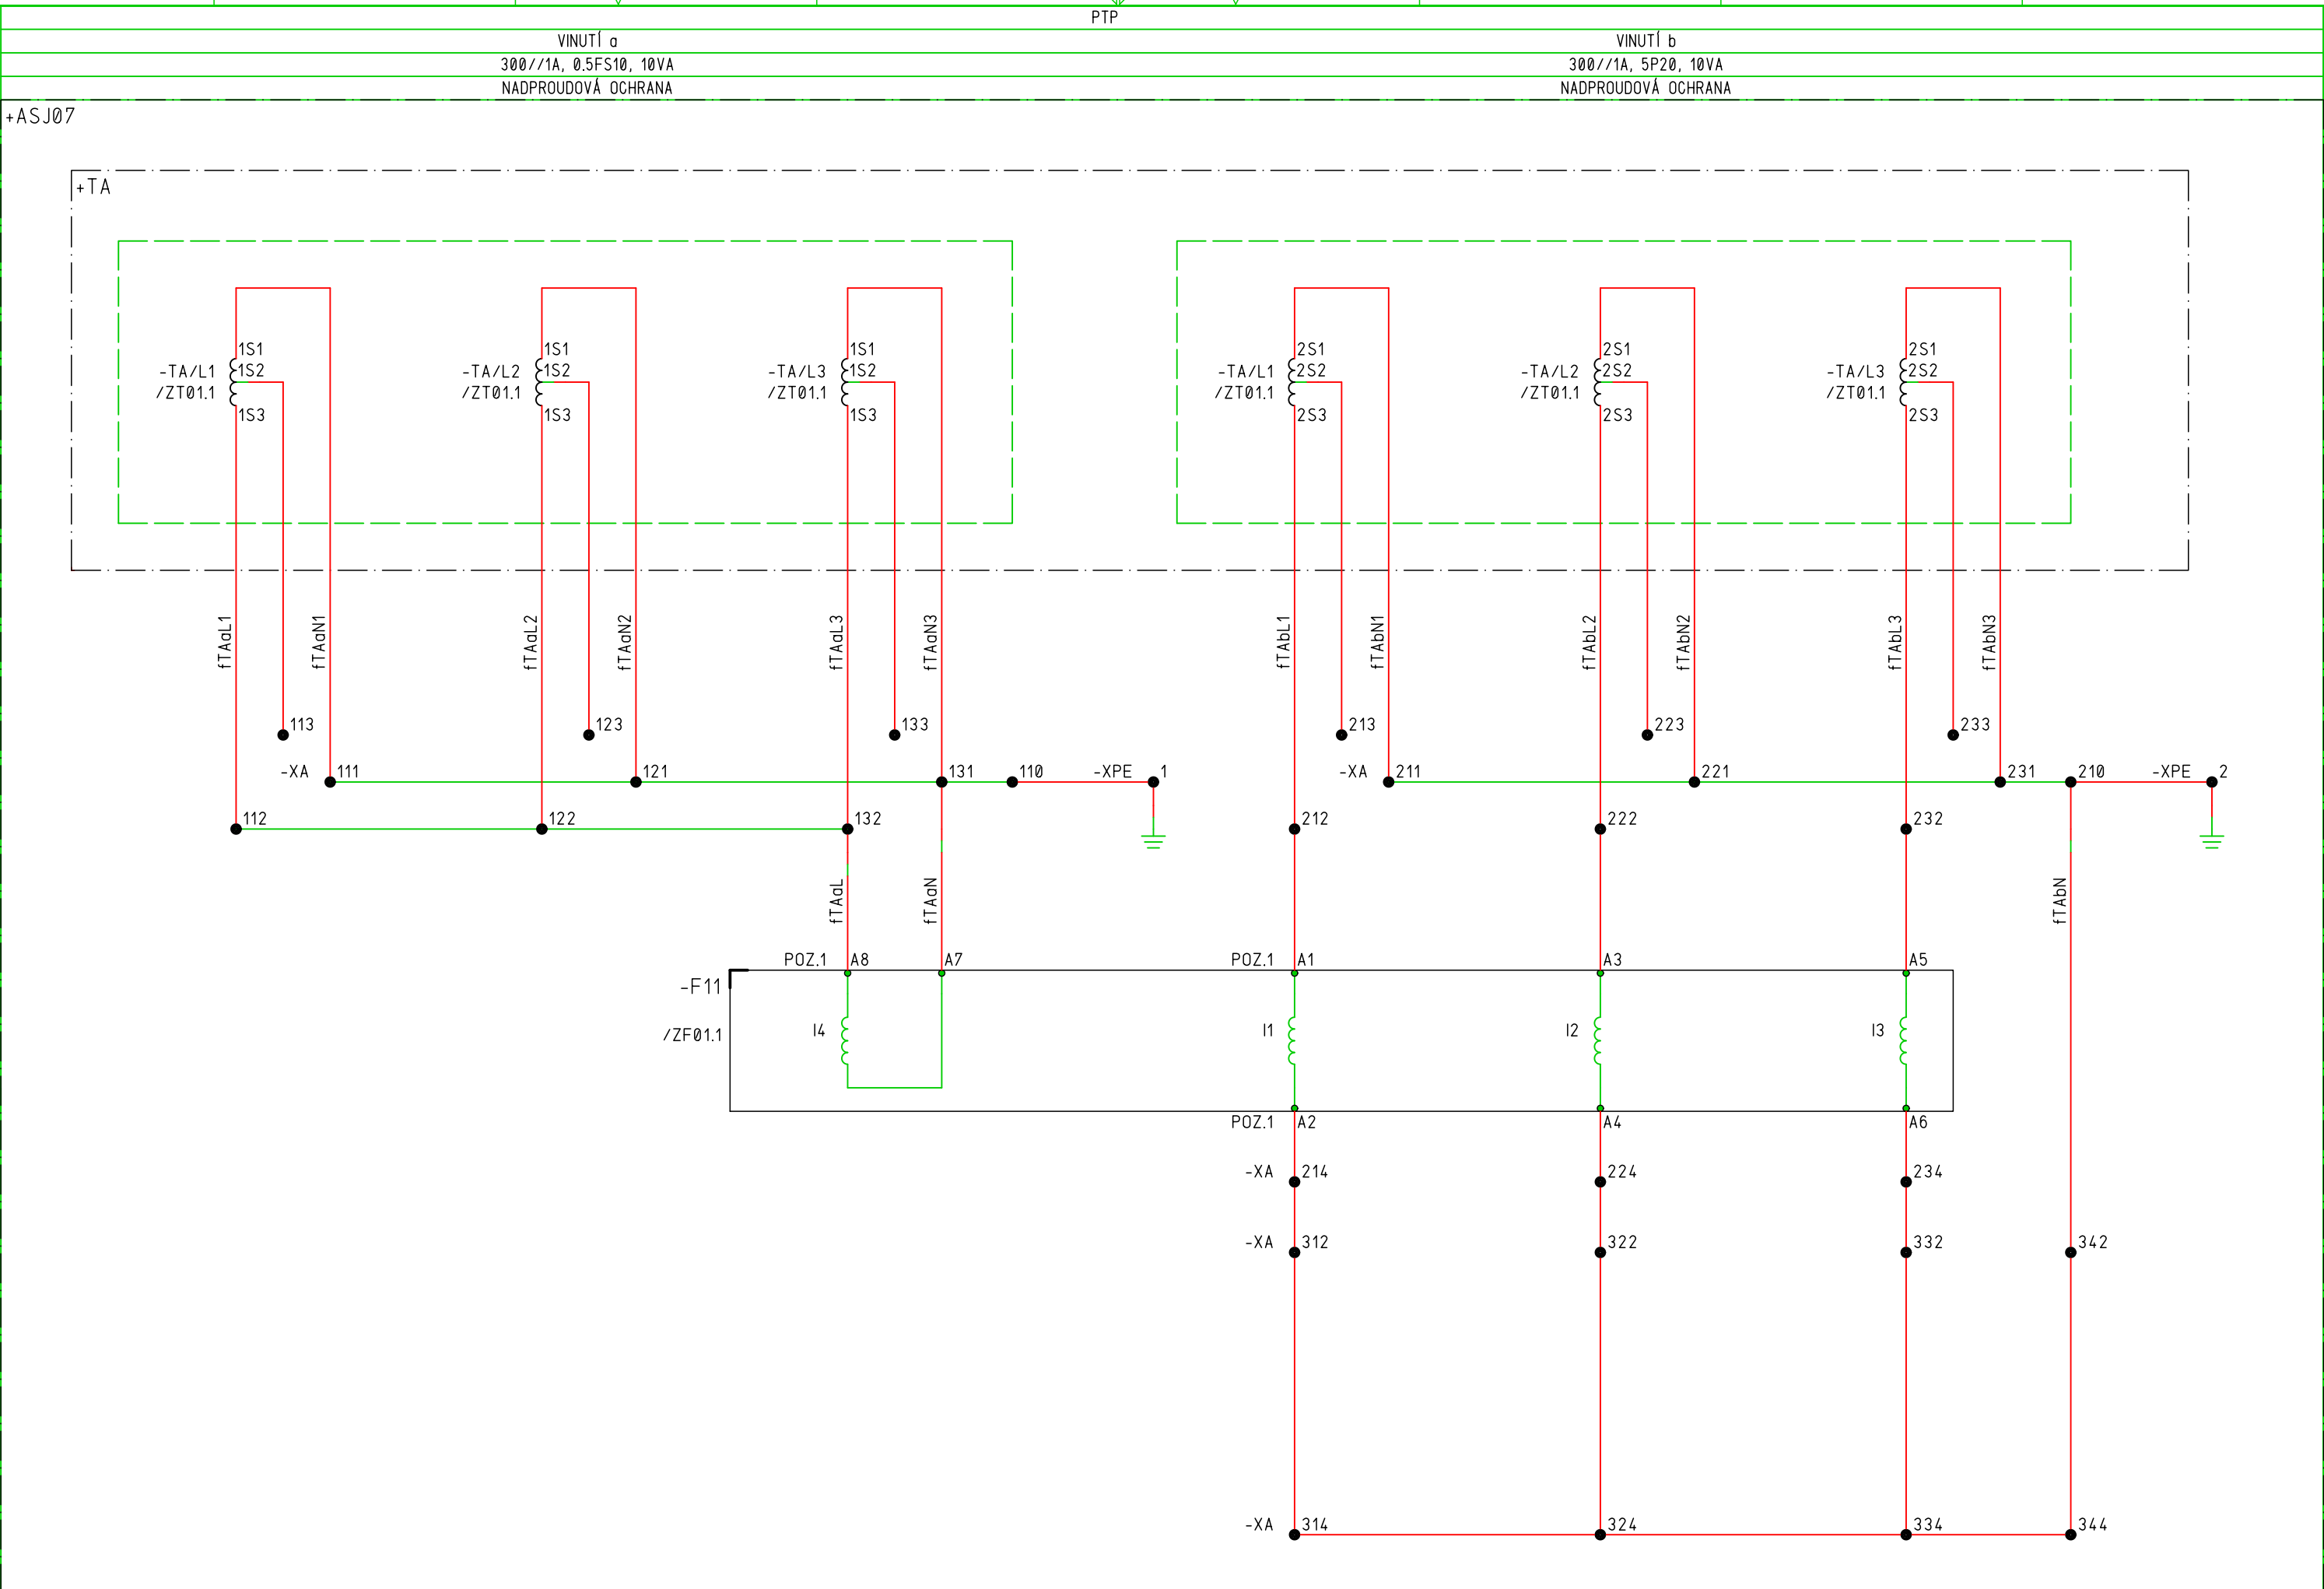 PTP
VINUTÍ a VINUTÍ b
300//1A, 0.5FS10, 10VA 300//1A, 5P20, 10VA
NADPROUDOVÁ OCHRANA NADPROUDOVÁ OCHRANA
+ASJ07
+TA
1S1 1S1 1S1 2S1 2S1 2S1
-TA/L1 1S2 -TA/L2 1S2 -TA/L3 1S2 -TA/L1 2S2 -TA/L2 2S2 -TA/L3 2S2
/ZT01.1 /ZT01.1 /ZT01.1 /ZT01.1 /ZT01.1 /ZT01.1
1S3 1S3 1S3 2S3 2S3 2S3
fTAaL1 fTAaN1 fTAaL2 fTAaN2 fTAaL3 fTAaN3 fTAbL1 fTAbN1 fTAbL2 fTAbN2 fTAbL3 fTAbN3
113 123 133 213 223 233
-XA 111 121 131 110 -XPE 1 -XA 211 221 231 210 -XPE 2
112 122 132 212 222 232
fTAaL fTAaN fTAbN
POZ.1 A8 A7 POZ.1 A1 A3 A5
-F11
/ZF01.1 I4 I1 I2 I3
POZ.1 A2 A4 A6
-XA 214 224 234
-XA 312 322 332 342
-XA 314 324 334 344